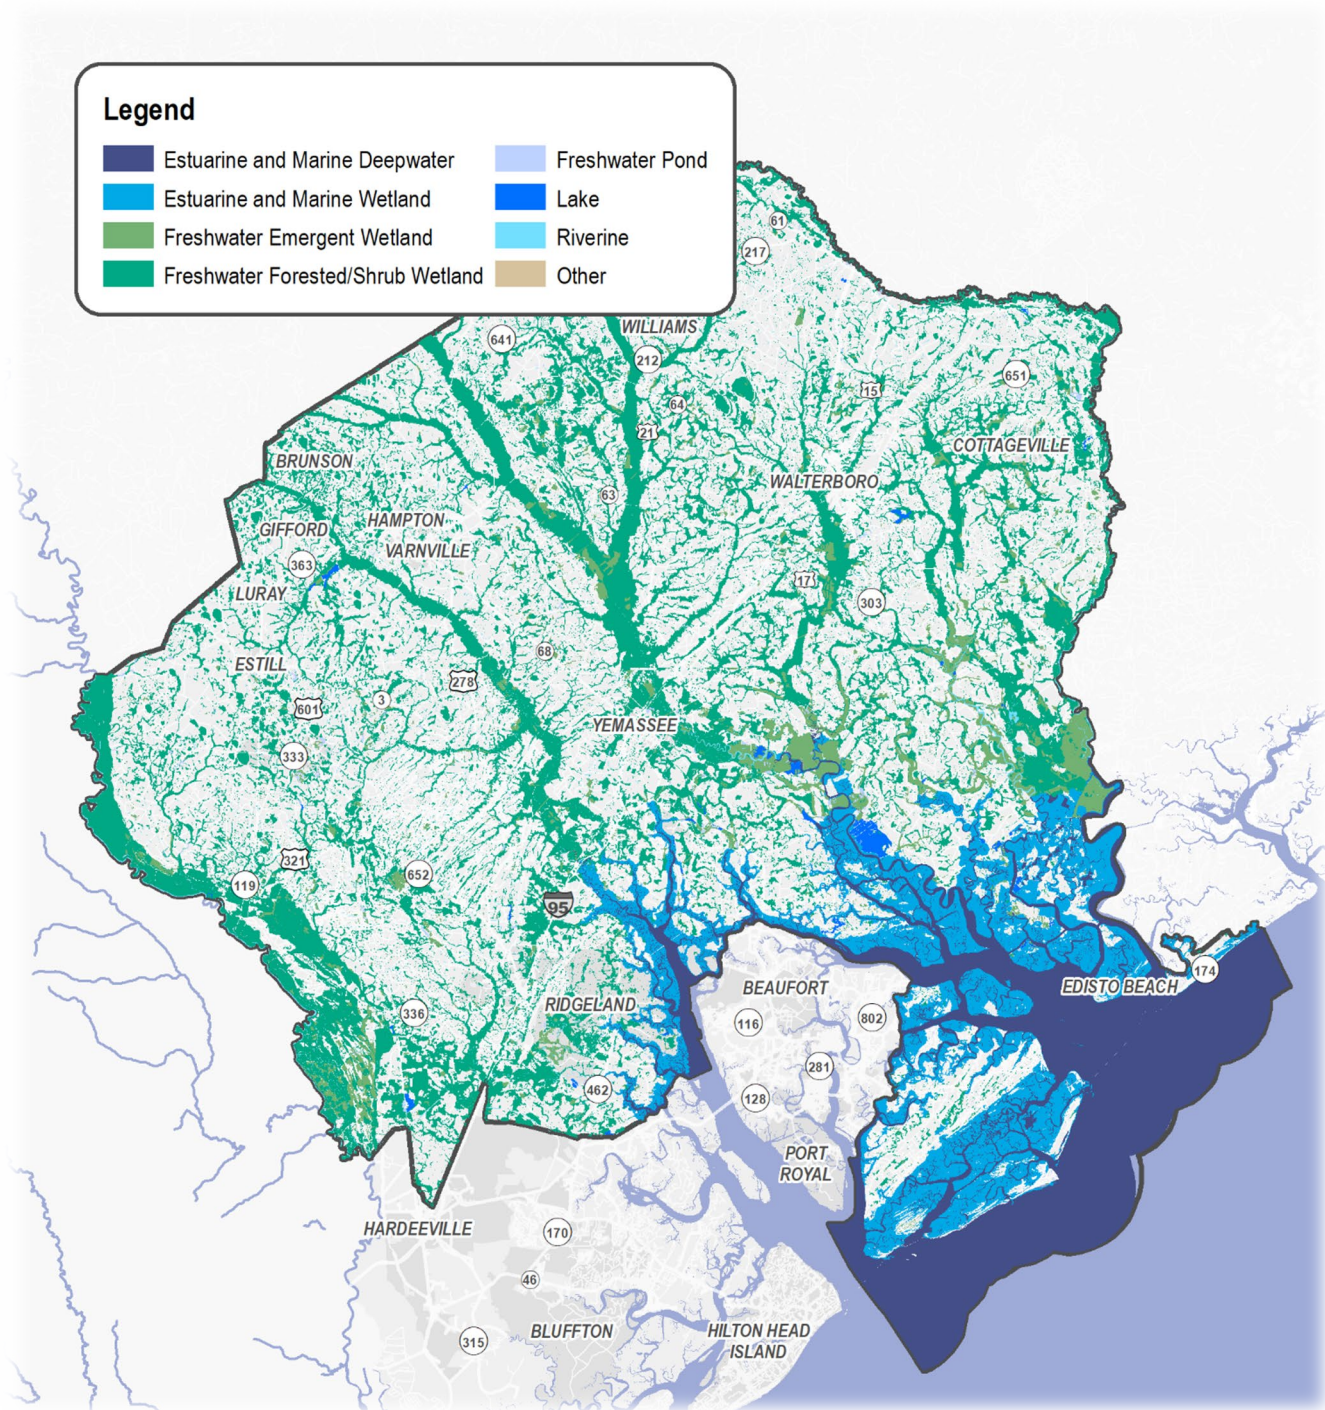 Legend
Estuarine and Marine Deepwater
Estuarine and Marine Wetland
Freshwater Emergent Wetland
Freshwater Forested/Shrub Wetland
Freshwater Pond
Lake
Riverine
Other
61
217
WILLIAMS
641
212
651
15
64
21
COTTAGEVILLE
BRUNSON
WALTERBORO
63
HAMPTON
GIFFORD
VARNVILLE
363
17
LURAY
303
68
ESTILL
278
3
601
YEMASSEE
333
321
652
119
95
174
EDISTO BEACH
BEAUFORT
RIDGELAND
336
116
802
281
462
128
PORT
ROYAL
HARDEEVILLE
170
46
BLUFFTON
HILTON HEAD
ISLAND
315